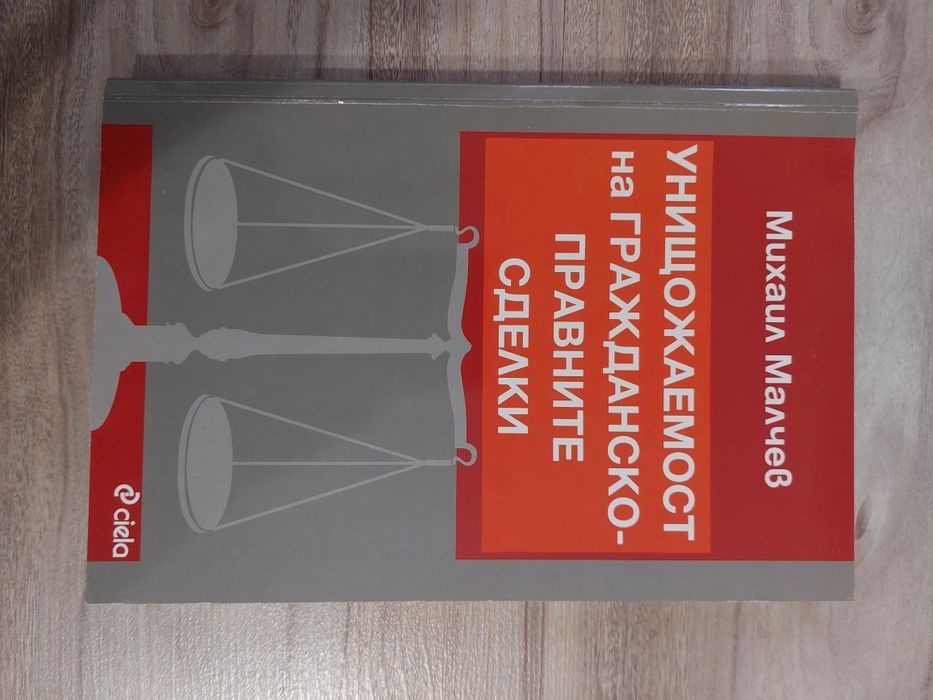 Михаил Малчев
УНИЩОЖАЕМОСТ
на ГРАЖДАНСКО-
ПРАВНИТЕ
СДЕЛКИ
ciela